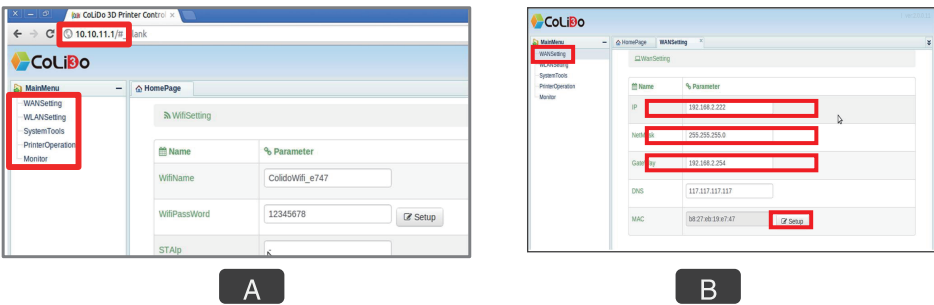 CoLiDo 3D Printer Control
10.10.11.1/#_blank
CoLiDo
MainMenu
HomePage
WANSetting
WLANSetting
SystemTools
PrinterOperation
Monitor
WifiSetting
Name Parameter
WifiName ColidoWifi_e747
WifiPassWord 12345678 Setup
STAIp
A
CoLiDo
MainMenu
HomePage WANSetting
WANSetting
WLANSetting
SystemTools
PrinterOperation
Monitor
WanSetting
Name Parameter
IP 192.168.2.222
NetMask 255.255.255.0
GateWay 192.168.2.254
DNS 117.117.117.117
MAC b8:27:eb:19:e7:47 Setup
B